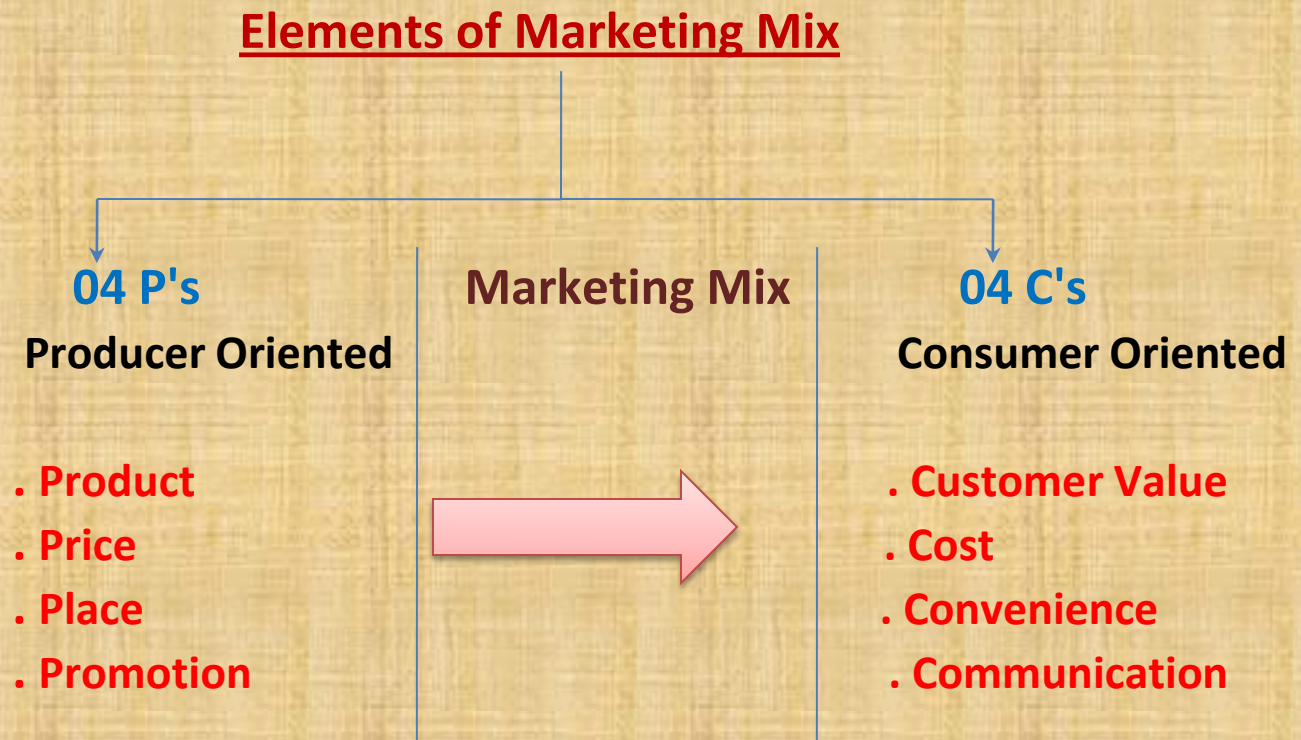 Elements of Marketing Mix
04 P's
Producer Oriented
. Product
. Price
. Place
. Promotion
Marketing Mix
04 C's
Consumer Oriented
. Customer Value
. Cost
. Convenience
. Communication